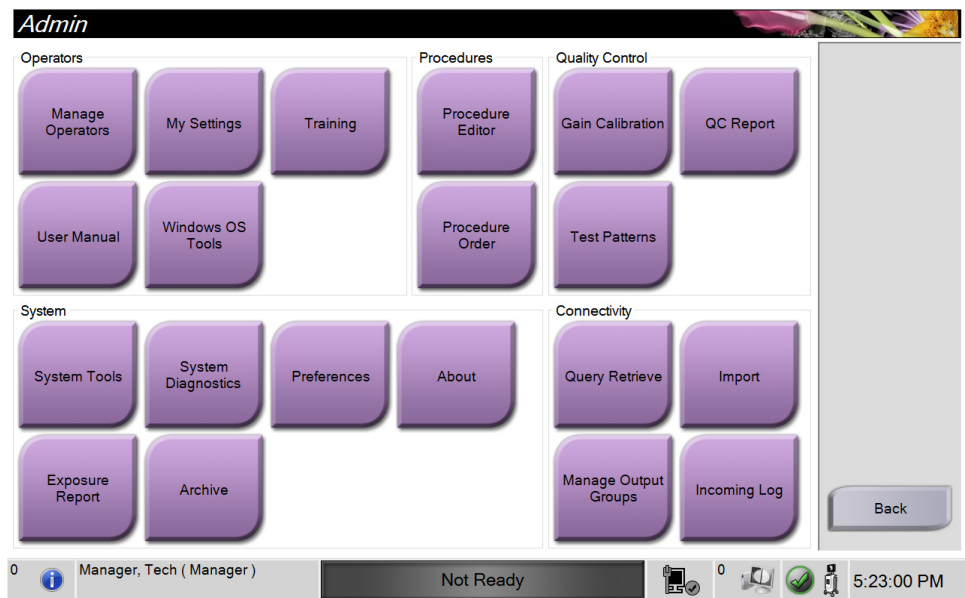 Admin
Operators
Manage
Operators
My Settings
Training
User Manual
Windows OS
Tools
Procedures
Procedure
Editor
Procedure
Order
Quality Control
Gain Calibration
QC Report
Test Patterns
System
System Tools
System
Diagnostics
Preferences
About
Exposure
Report
Archive
Connectivity
Query Retrieve
Import
Manage Output
Groups
Incoming Log
Back
0
Manager, Tech ( Manager )
Not Ready
0
5:23:00 PM